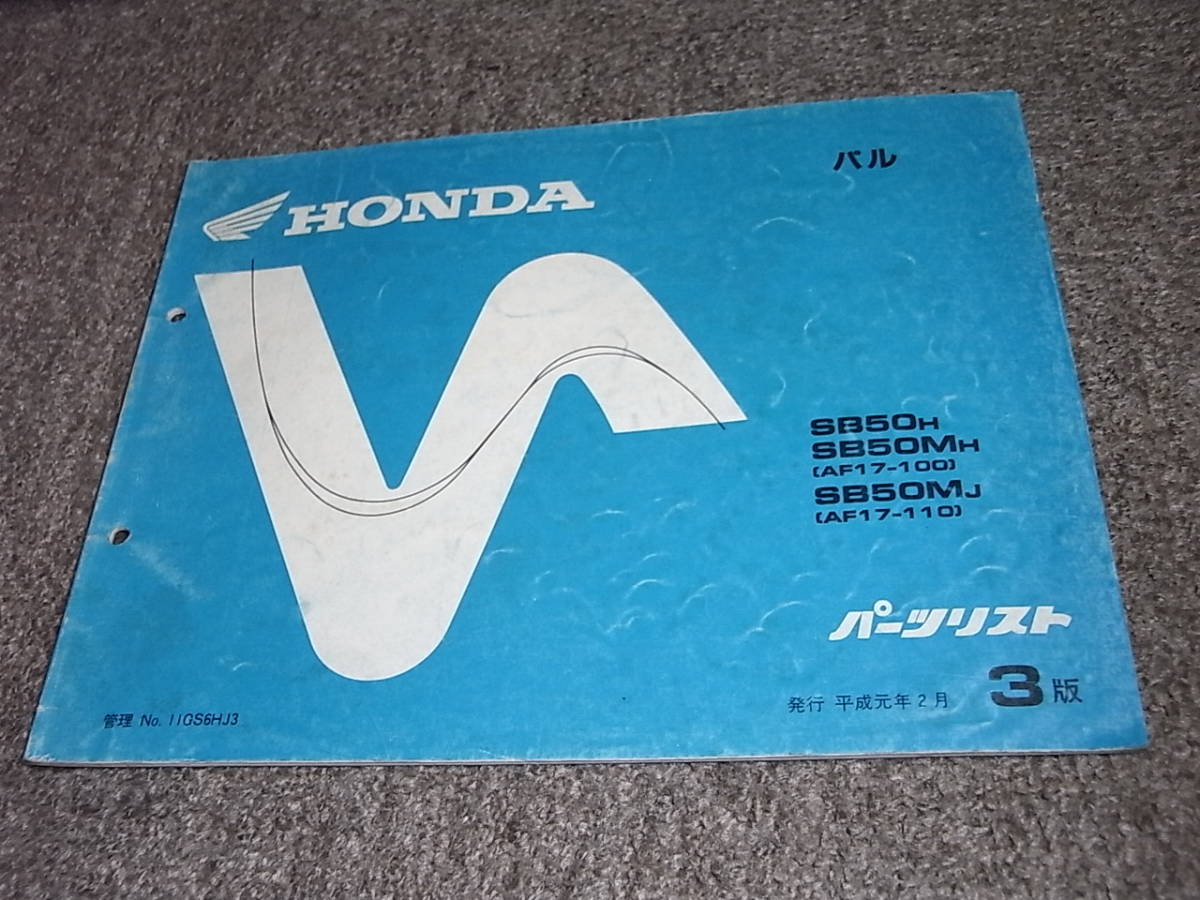 パル
HONDA
SB50H
SB50MH
(AF17-100)
SB50MJ
(AF17-110)
パーツリスト
発行 平成元年2月 3版
管理 No. 11GS6HJ3